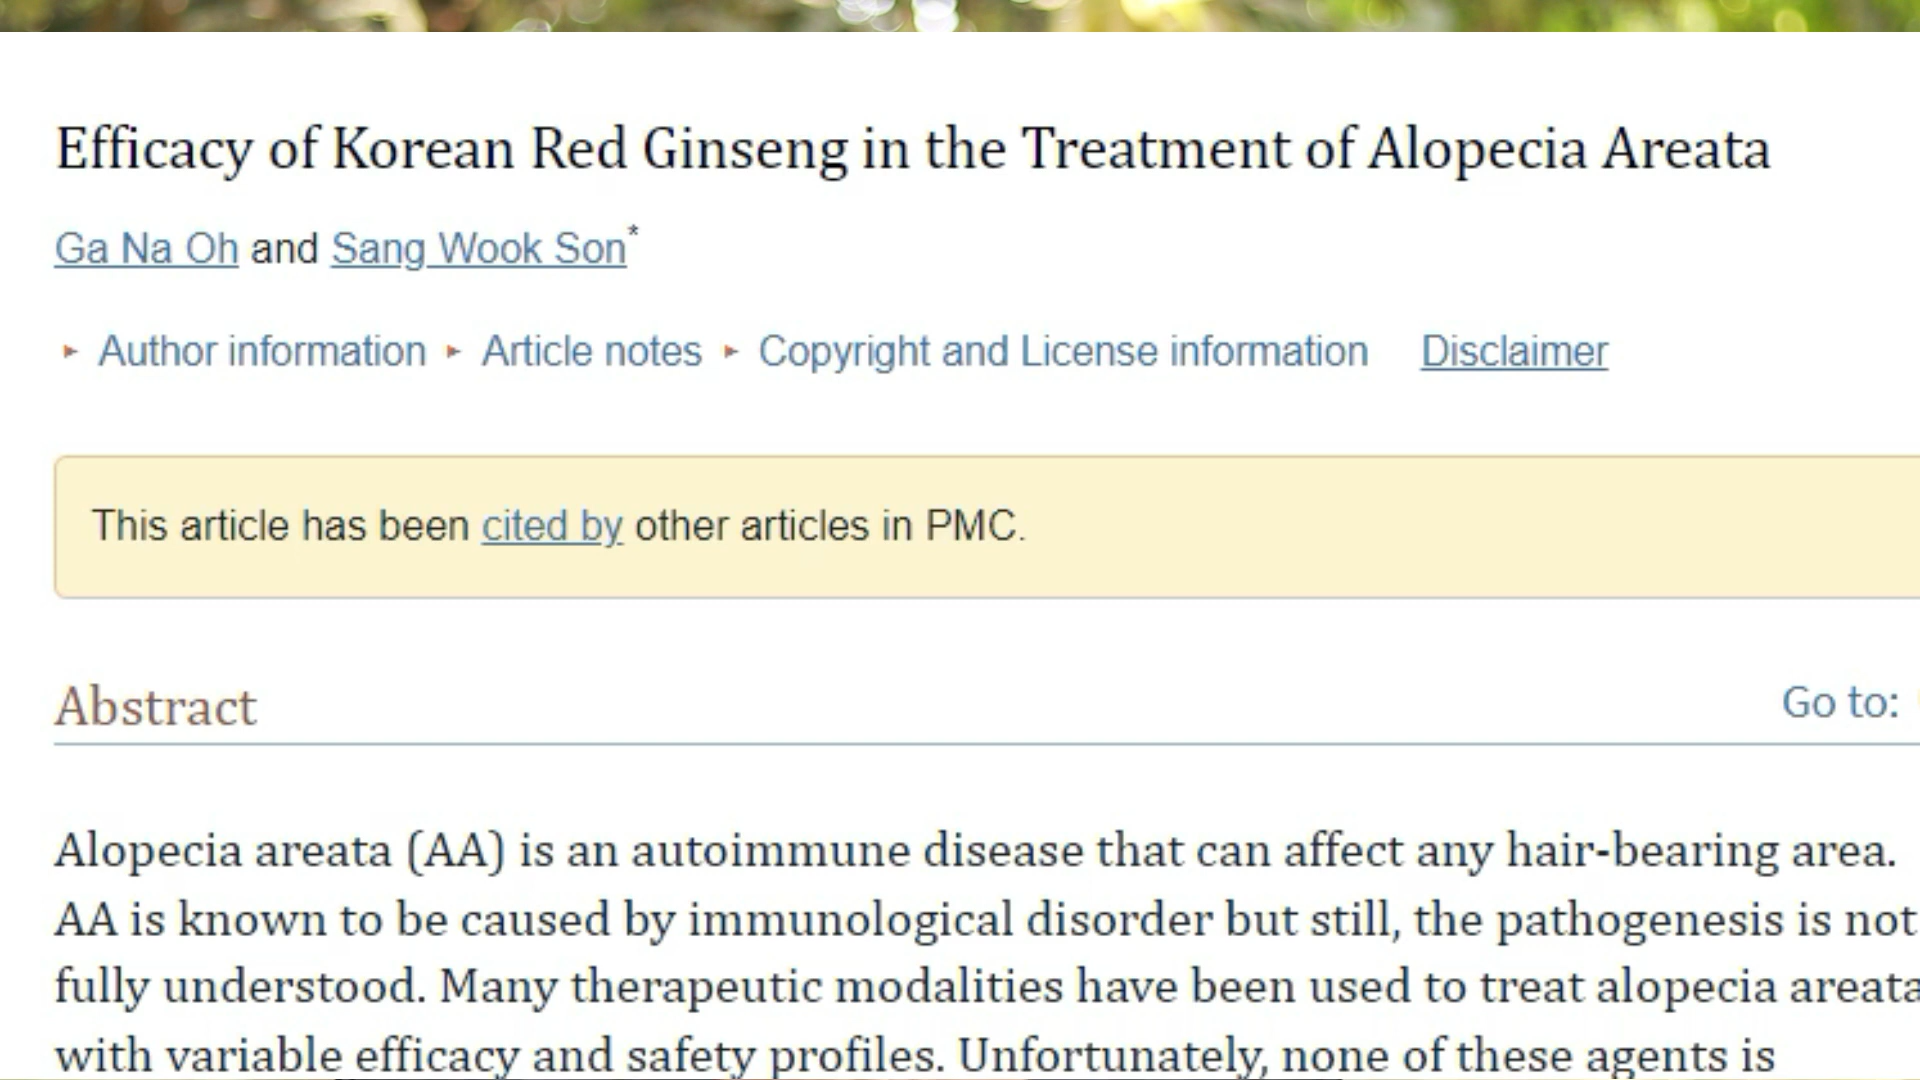 Efficacy of Korean Red Ginseng in the Treatment of Alopecia Areata
Ga Na Oh and Sang Wook Son*
▸ Author information ▸ Article notes ▸ Copyright and License information Disclaimer
This article has been cited by other articles in PMC.
Abstract
Go to:
Alopecia areata (AA) is an autoimmune disease that can affect any hair-bearing area.
AA is known to be caused by immunological disorder but still, the pathogenesis is not
fully understood. Many therapeutic modalities have been used to treat alopecia areata
with variable efficacy and safety profiles. Unfortunately, none of these agents is